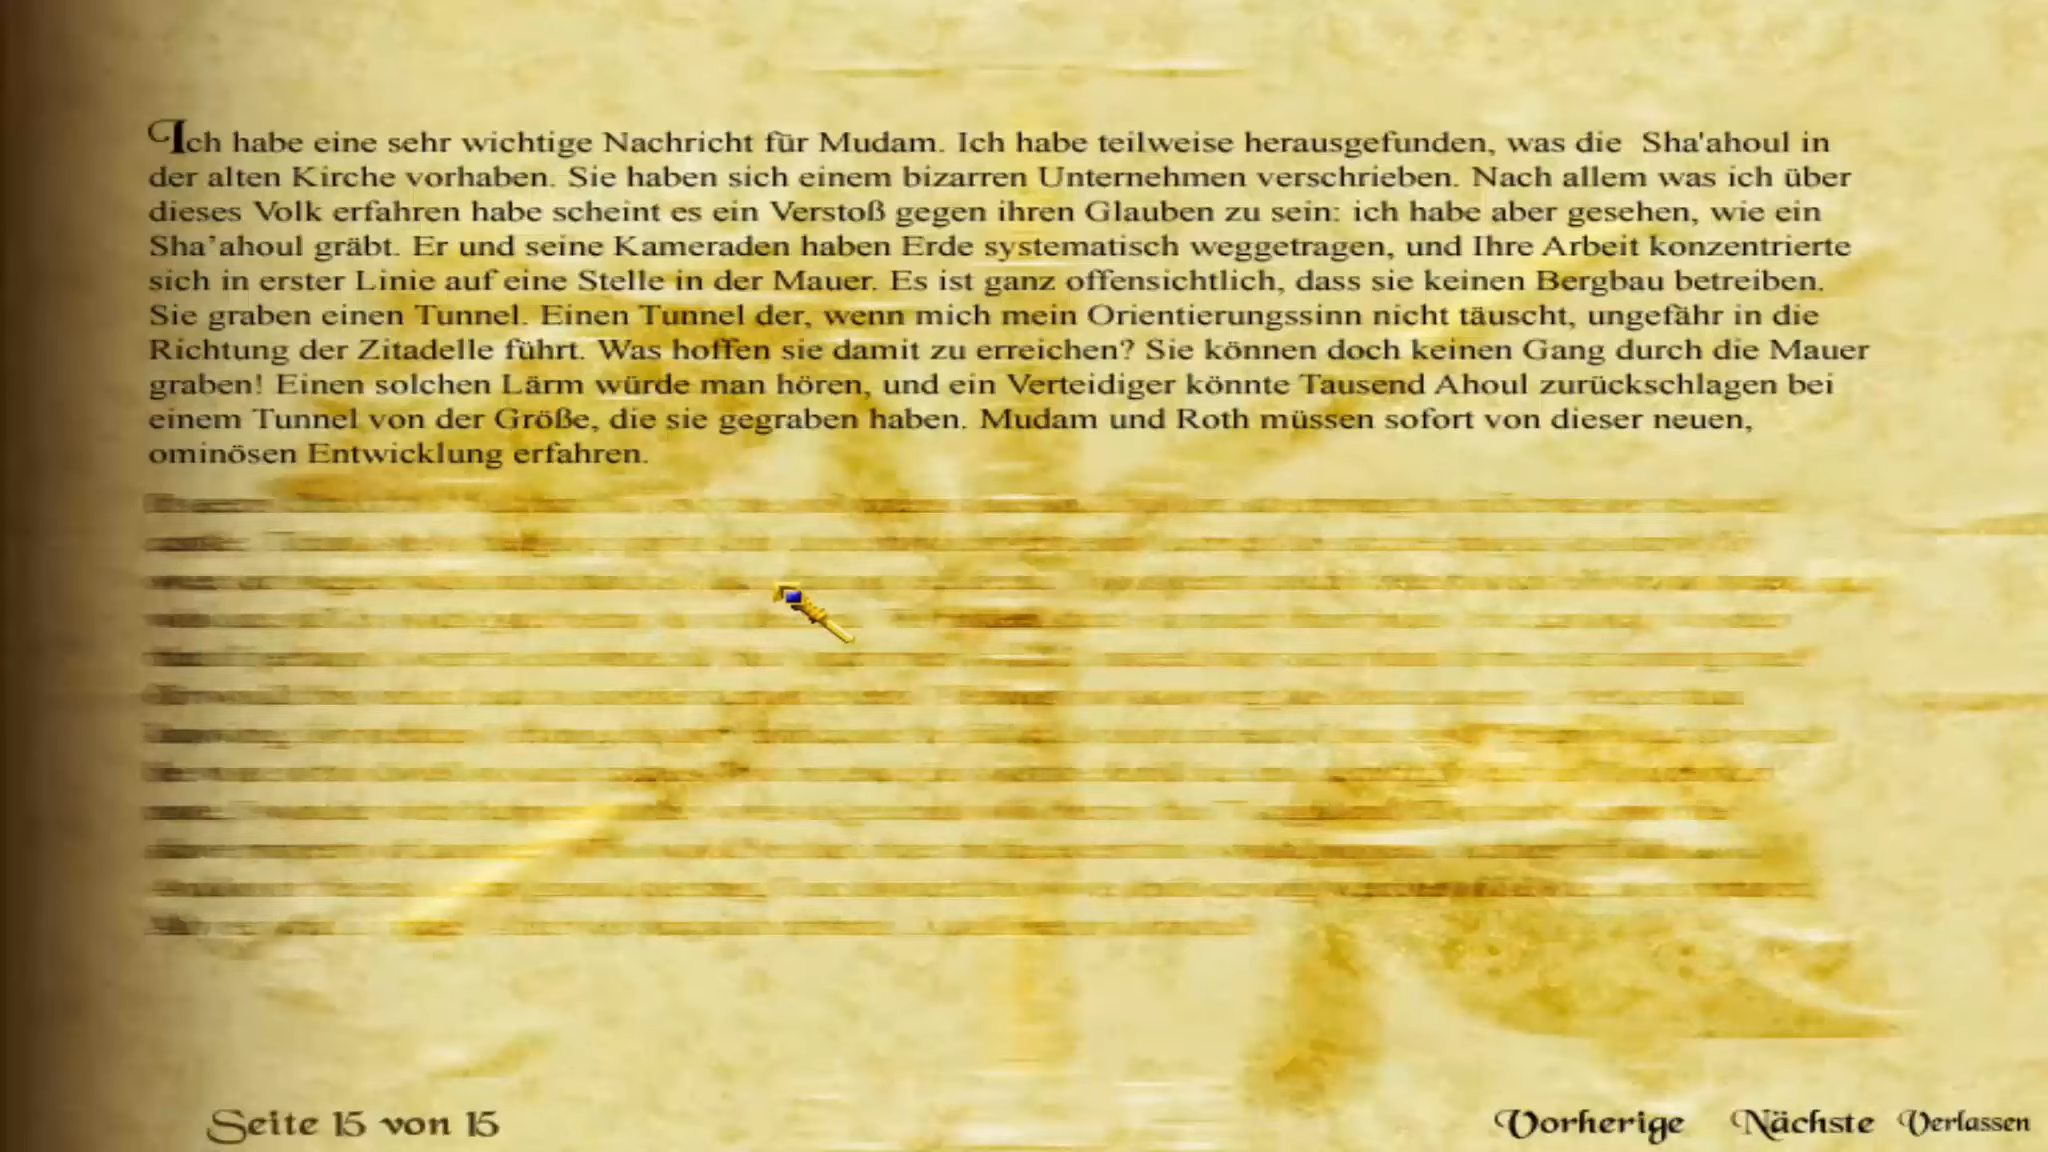 Ich habe eine sehr wichtige Nachricht für Mudam. Ich habe teilweise herausgefunden, was die  Sha'ahoul in
der alten Kirche vorhaben. Sie haben sich einem bizarren Unternehmen verschrieben. Nach allem was ich über
dieses Volk erfahren habe scheint es ein Verstoß gegen ihren Glauben zu sein: ich habe aber gesehen, wie ein
Sha’ahoul gräbt. Er und seine Kameraden haben Erde systematisch weggetragen, und Ihre Arbeit konzentrierte
sich in erster Linie auf eine Stelle in der Mauer. Es ist ganz offensichtlich, dass sie keinen Bergbau betreiben.
Sie graben einen Tunnel. Einen Tunnel der, wenn mich mein Orientierungssinn nicht täuscht, ungefähr in die
Richtung der Zitadelle führt. Was hoffen sie damit zu erreichen? Sie können doch keinen Gang durch die Mauer
graben! Einen solchen Lärm würde man hören, und ein Verteidiger könnte Tausend Ahoul zurückschlagen bei
einem Tunnel von der Größe, die sie gegraben haben. Mudam und Roth müssen sofort von dieser neuen,
ominösen Entwicklung erfahren.
Seite 15 von 15
Vorherige Nächste Verlassen